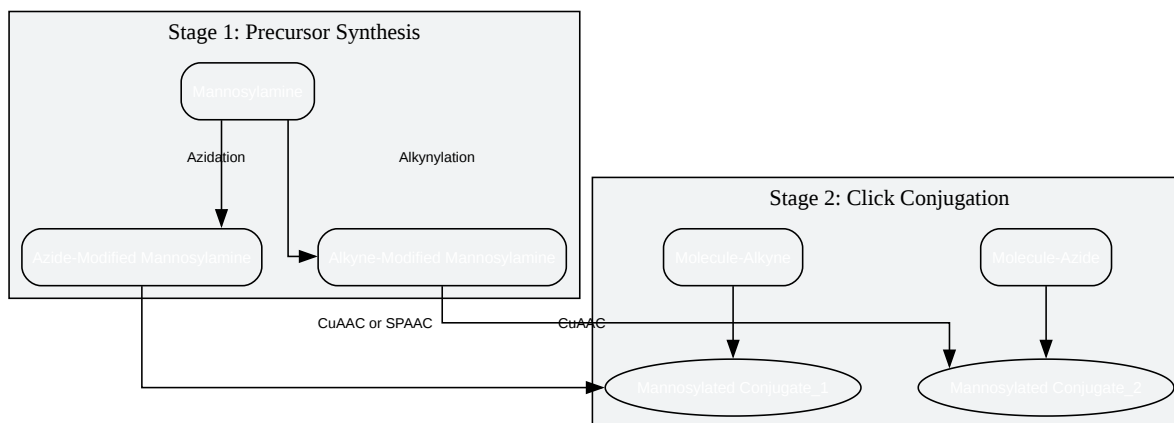 Stage 1: Precursor Synthesis
Mannosylamine
Azidation
Alkynylation
Azide-Modified Mannosylamine
Alkyne-Modified Mannosylamine
Stage 2: Click Conjugation
Molecule-Alkyne
Molecule-Azide
CuAAC or SPAAC
CuAAC
Mannosylated Conjugate_1
Mannosylated Conjugate_2